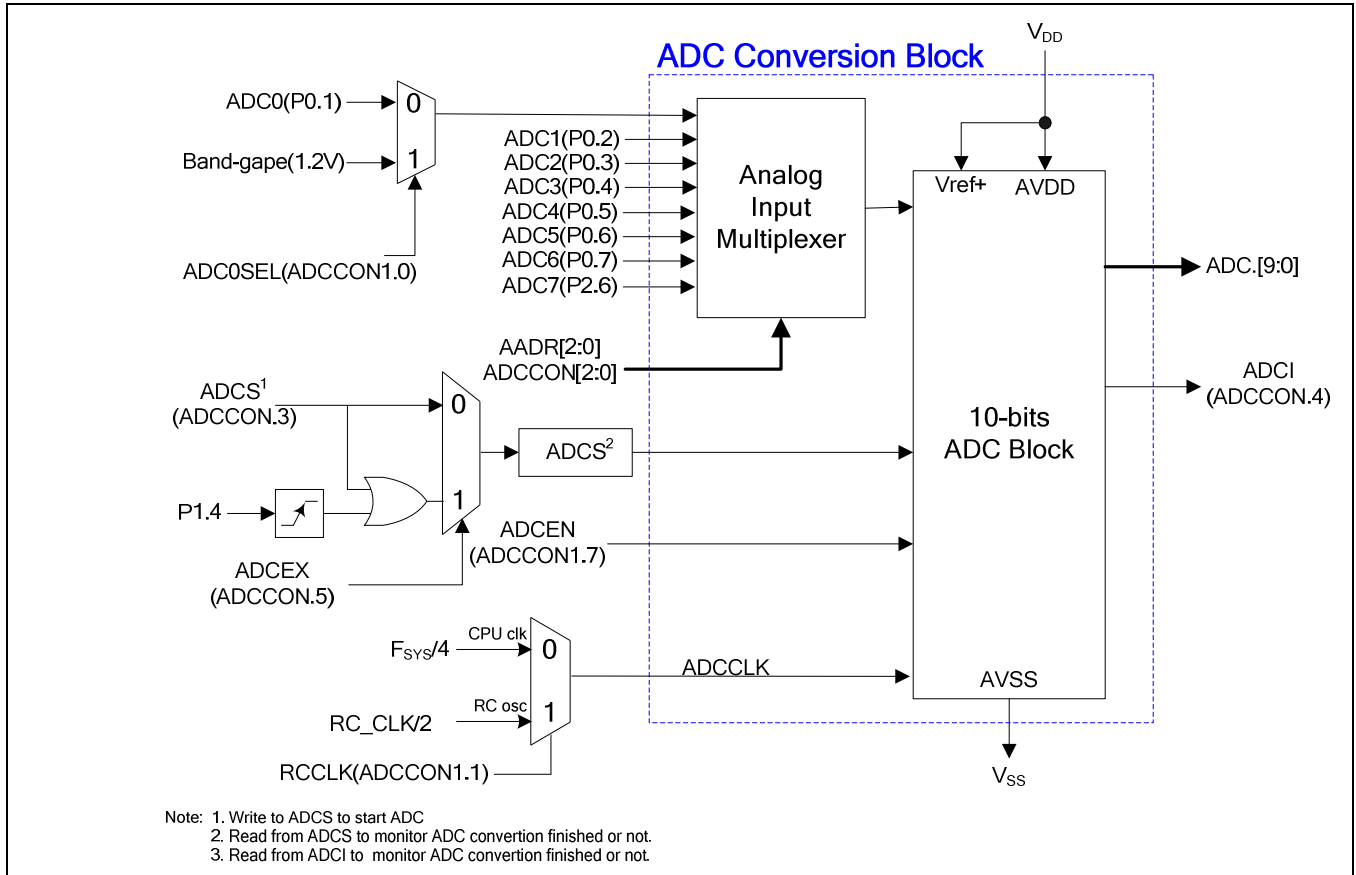 V_DD
ADC Conversion Block
ADC0(P0.1)
0
Band-gape(1.2V)
1
ADC0SEL(ADCCON1.0)
ADC1(P0.2)
ADC2(P0.3)
ADC3(P0.4)
ADC4(P0.5)
ADC5(P0.6)
ADC6(P0.7)
ADC7(P2.6)
Analog
Input
Multiplexer
AADR[2:0]
ADCCON[2:0]
Vref+
AVDD
10-bits
ADC Block
AVSS
V_SS
ADC.[9:0]
ADCI
(ADCCON.4)
ADCS¹
(ADCCON.3)
0
1
ADCS²
P1.4
ADCEX
(ADCCON.5)
ADCEN
(ADCCON1.7)
F_SYS/4
CPU clk
0
RC_CLK/2
RC osc
1
ADCCLK
RCCLK(ADCCON1.1)
Note: 1. Write to ADCS to start ADC
2. Read from ADCS to monitor ADC convertion finished or not.
3. Read from ADCI to monitor ADC convertion finished or not.